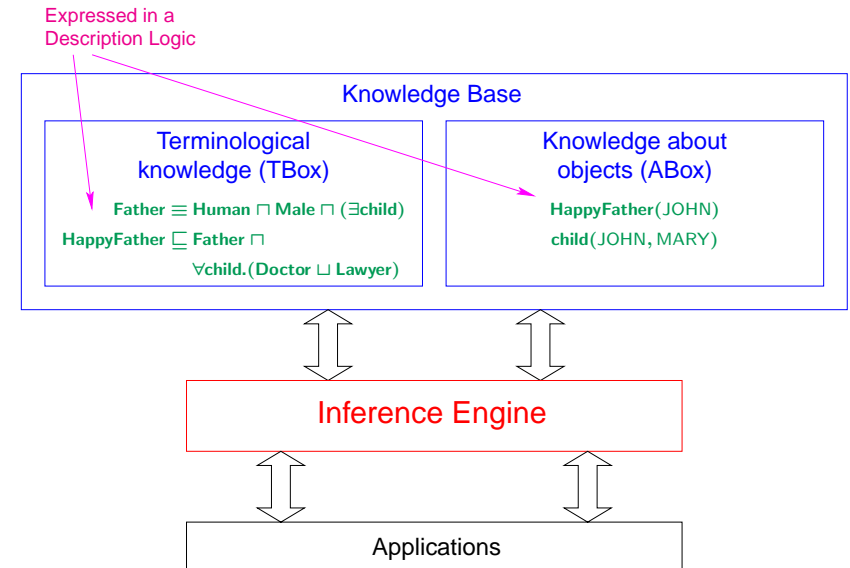 Expressed in a
Description Logic
Knowledge Base
Terminological
knowledge (TBox)
Father ≡ Human ⊓ Male ⊓ (∃child)
HappyFather ⊑ Father ⊓
∀child.(Doctor ⊔ Lawyer)
Knowledge about
objects (ABox)
HappyFather(JOHN)
child(JOHN, MARY)
Inference Engine
Applications